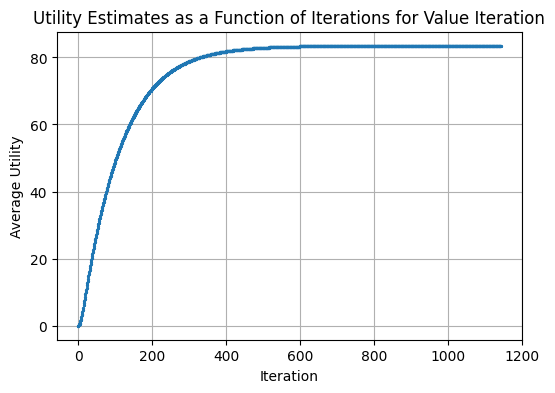 Utility Estimates as a Function of Iterations for Value Iteration
Average Utility
80
60
40
20
0
0 200 400 600 800 1000 1200
Iteration